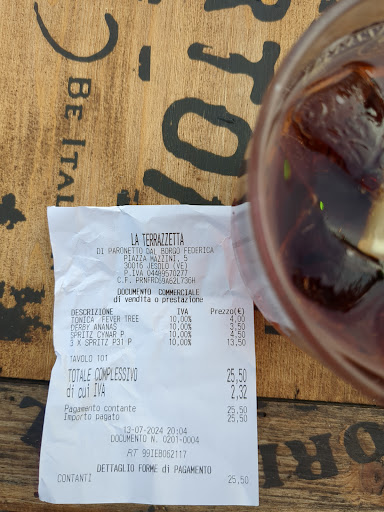 BE ITAL
LA TERRAZZETTA
DI PARONETTO DAL BORGO FEDERICA
PIAZZA MAZZINI, 5
30016 JESOLO (VE)
P.IVA 04489570277
C.F. PRNFRC69A62L736H
DOCUMENTO COMMERCIALE
di vendita o prestazione
DESCRIZIONE IVA Prezzo(€)
TONICA FEVER TREE 10,00% 4,00
DERBY ANANAS 10,00% 3,50
SPRITZ CYNAR P 10,00% 4,50
3 X SPRITZ P31 P 10,00% 13,50
TAVOLO 101
TOTALE COMPLESSIVO 25,50
di cui IVA 2,32
Pagamento contante 25,50
Importo pagato 25,50
13-07-2024 20:04
DOCUMENTO N. 0201-0004
RT 99IEB062117
DETTAGLIO FORME di PAGAMENTO
CONTANTI 25,50